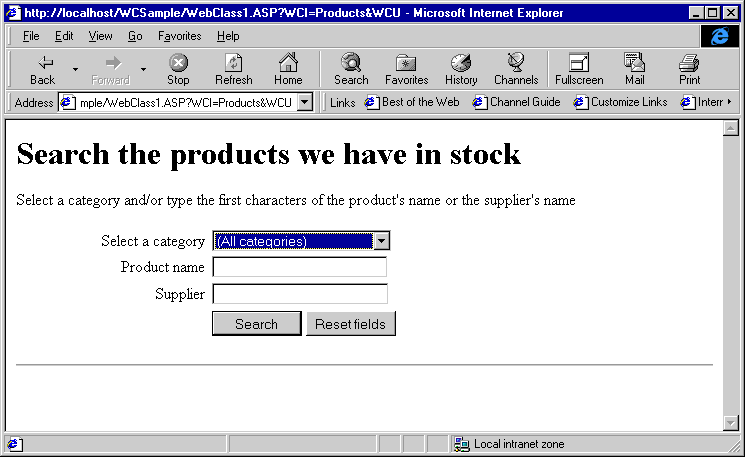 http://localhost/WCSample/WebClass1.ASP?WCI=Products&WCU - Microsoft Internet Explorer
File Edit View Go Favorites Help
Back Forward Stop Refresh Home Search Favorites History Channels Fullscreen Mail Print
Address mple/WebClass1.ASP?WCI=Products&WCU Links Best of the Web Channel Guide Customize Links Interr
Search the products we have in stock
Select a category and/or type the first characters of the product's name or the supplier's name
Select a category (All categories)
Product name
Supplier
Search Reset fields
Local intranet zone